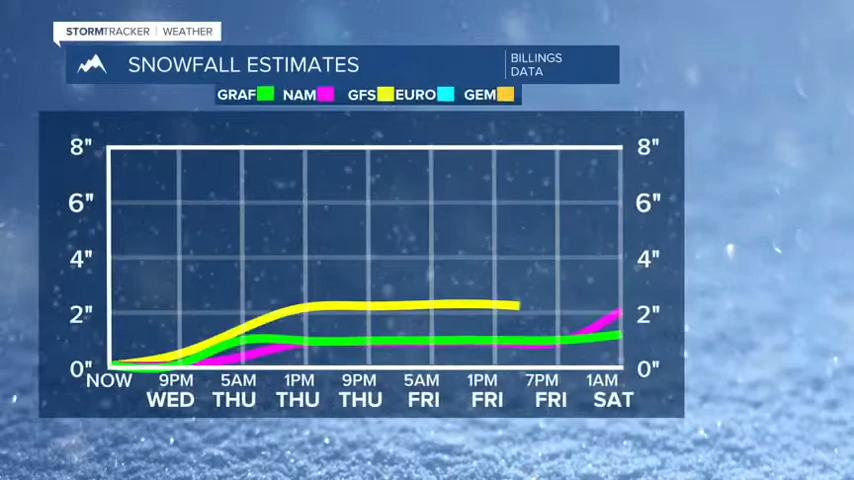 STORMTRACKER | WEATHER
SNOWFALL ESTIMATES
BILLINGS
DATA
GRAF NAM GFS EURO GEM
8" 8"
6" 6"
4" 4"
2" 2"
0" 0"
NOW 9PM 5AM 1PM 9PM 5AM 1PM 7PM 1AM
WED THU THU THU FRI FRI FRI SAT